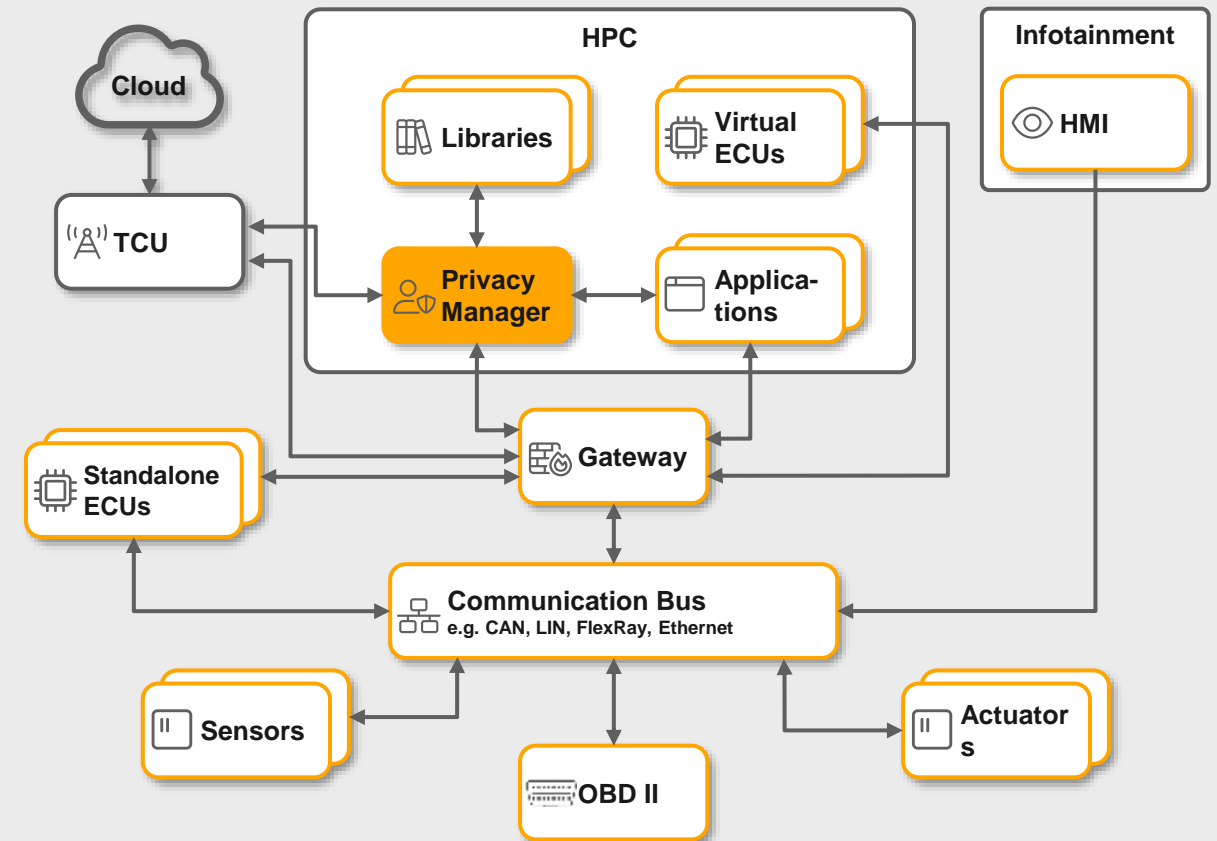 HPC
Infotainment
Cloud
Libraries
Virtual
ECUs
HMI
TCU
Privacy
Manager
Applica-
tions
Gateway
Standalone
ECUs
Communication Bus
e.g. CAN, LIN, FlexRay, Ethernet
Sensors
Actuator
s
OBD II